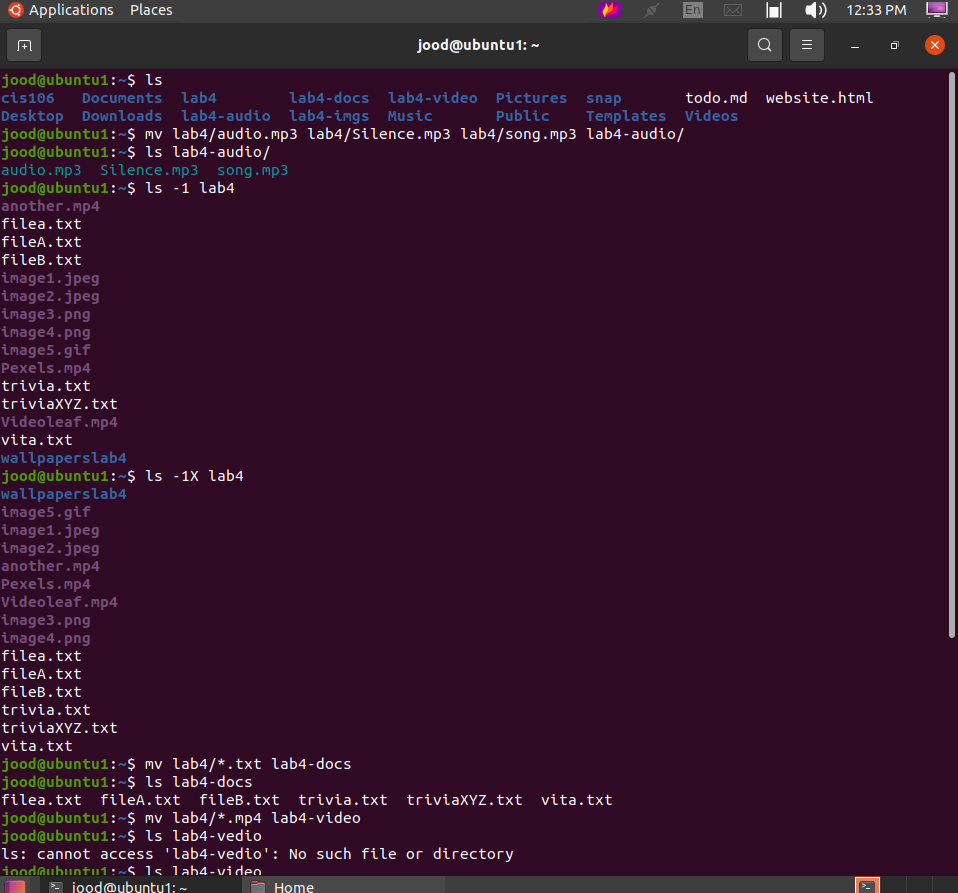 Applications Places En 12:33 PM
jood@ubuntu1: ~
jood@ubuntu1:~$ ls
cis106 Documents lab4 lab4-docs lab4-video Pictures snap todo.md website.html
Desktop Downloads lab4-audio lab4-imgs Music Public Templates Videos
jood@ubuntu1:~$ mv lab4/audio.mp3 lab4/Silence.mp3 lab4/song.mp3 lab4-audio/
jood@ubuntu1:~$ ls lab4-audio/
audio.mp3 Silence.mp3 song.mp3
jood@ubuntu1:~$ ls -1 lab4
another.mp4
filea.txt
fileA.txt
fileB.txt
image1.jpeg
image2.jpeg
image3.png
image4.png
image5.gif
Pexels.mp4
trivia.txt
triviaXYZ.txt
Videoleaf.mp4
vita.txt
wallpaperslab4
jood@ubuntu1:~$ ls -1X lab4
wallpaperslab4
image5.gif
image1.jpeg
image2.jpeg
another.mp4
Pexels.mp4
Videoleaf.mp4
image3.png
image4.png
filea.txt
fileA.txt
fileB.txt
trivia.txt
triviaXYZ.txt
vita.txt
jood@ubuntu1:~$ mv lab4/*.txt lab4-docs
jood@ubuntu1:~$ ls lab4-docs
filea.txt fileA.txt fileB.txt trivia.txt triviaXYZ.txt vita.txt
jood@ubuntu1:~$ mv lab4/*.mp4 lab4-video
jood@ubuntu1:~$ ls lab4-vedio
ls: cannot access 'lab4-vedio': No such file or directory
jood@ubuntu1:~$ ls lab4-video
jood@ubuntu1: ~ Home